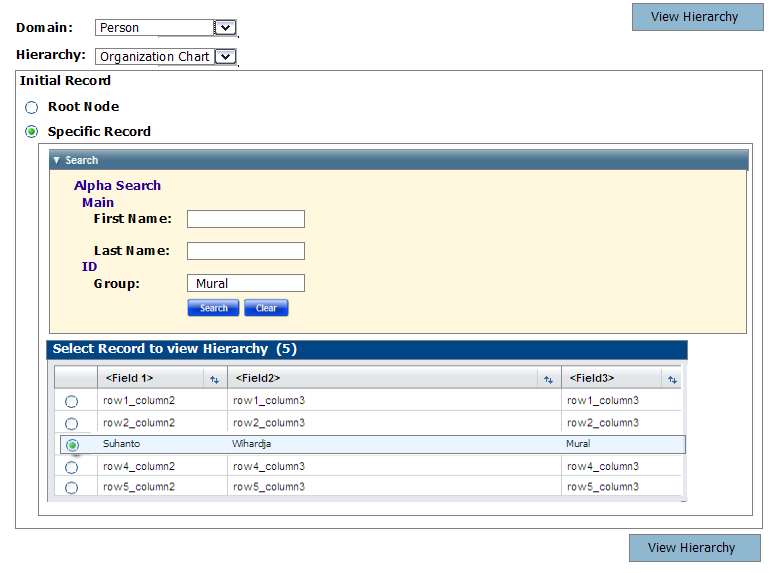 View Hierarchy
Domain: Person
Hierarchy: Organization Chart
Initial Record
Root Node
Specific Record
Search
Alpha Search
Main
First Name:
Last Name:
ID
Group: Mural
Search Clear
Select Record to view Hierarchy (5)
<Field 1> <Field2> <Field3>
row1_column2 row1_column3 row1_column3
row2_column2 row2_column3 row2_column3
Suhanto Wihardja Mural
row4_column2 row4_column3 row4_column3
row5_column2 row5_column3 row5_column3
View Hierarchy